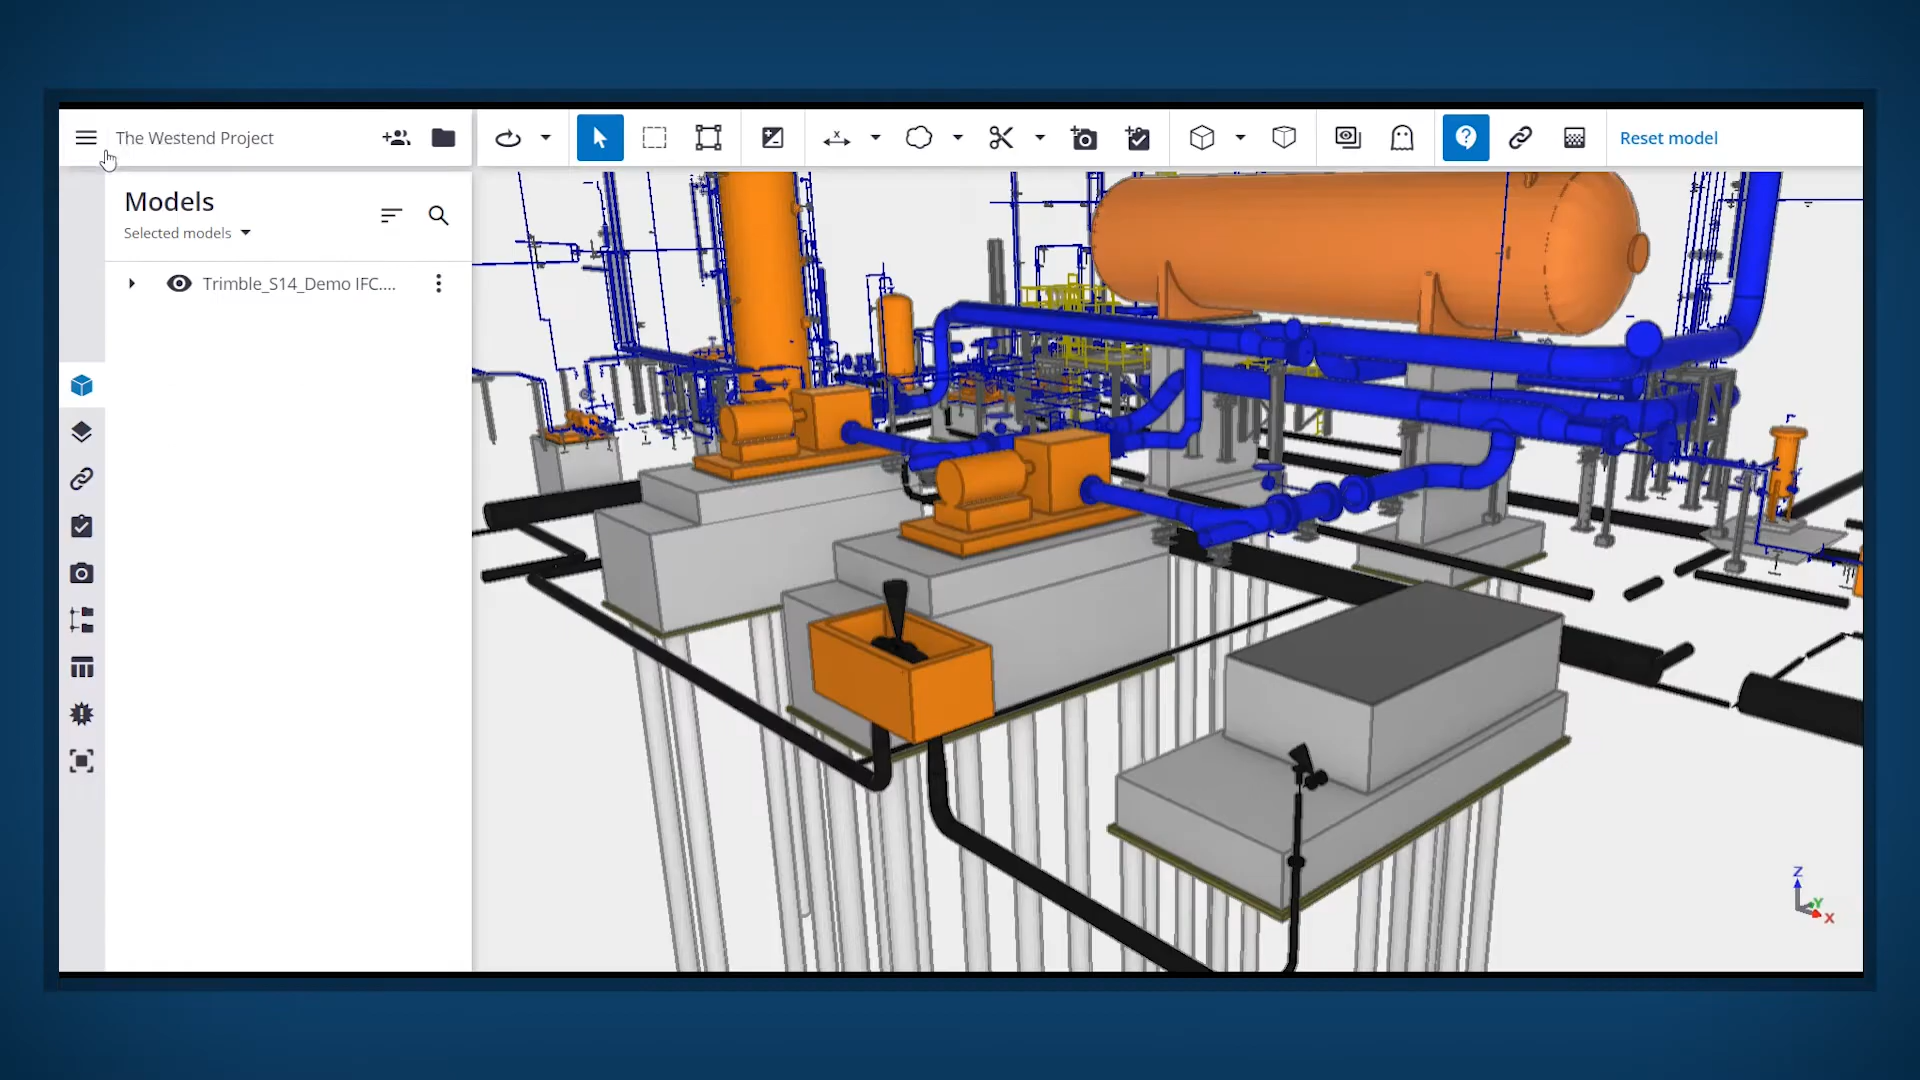 The Westend Project
Reset model
Models
Selected models
Trimble_S14_Demo IFC....
Z
Y
X